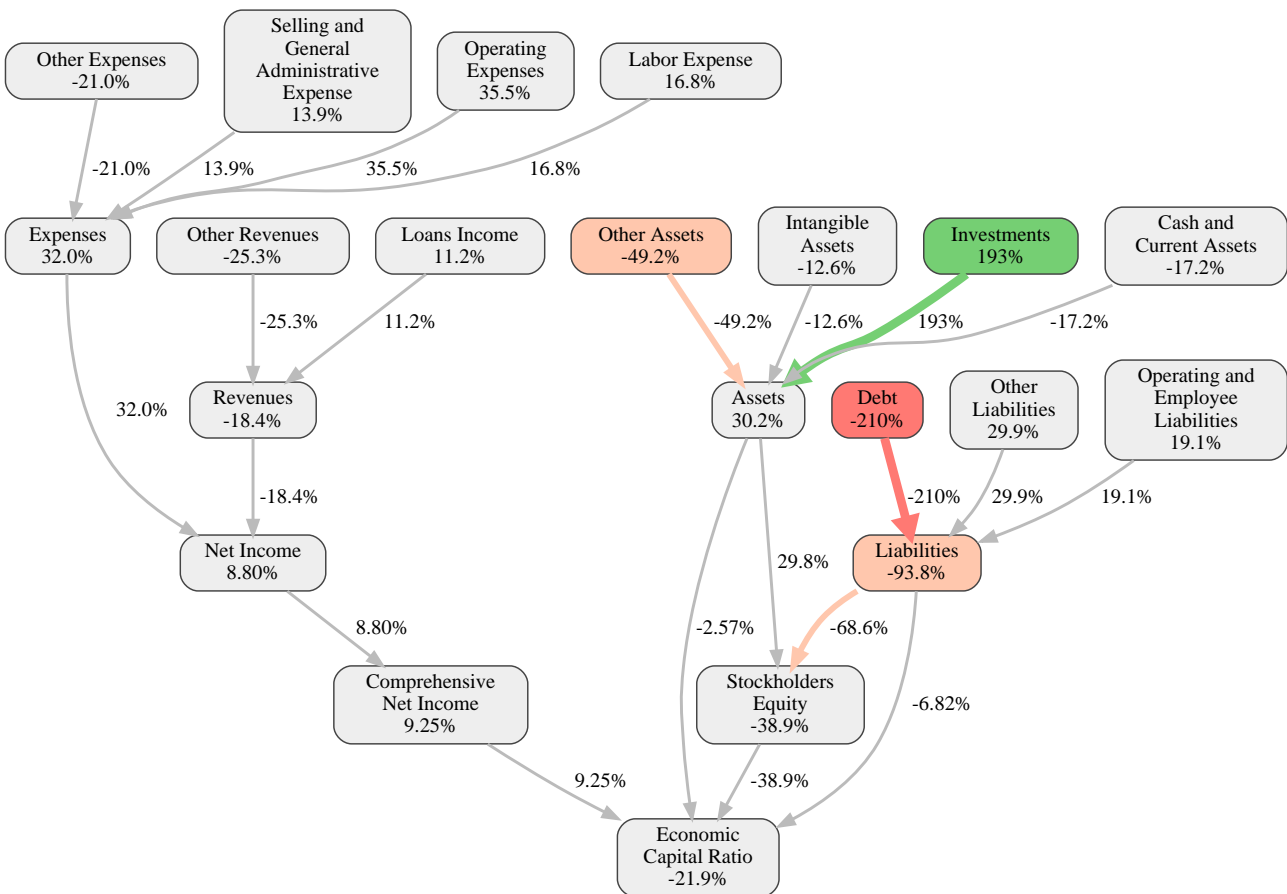 Other Expenses
-21.0%
Selling and
General
Administrative
Expense
13.9%
Operating
Expenses
35.5%
Labor Expense
16.8%
-21.0%
13.9%
35.5%
16.8%
Expenses
32.0%
Other Revenues
-25.3%
Loans Income
11.2%
Other Assets
-49.2%
Intangible
Assets
-12.6%
Investments
193%
Cash and
Current Assets
-17.2%
-25.3%
11.2%
-49.2%
-12.6%
193%
-17.2%
32.0%
Revenues
-18.4%
Assets
30.2%
Debt
-210%
Other
Liabilities
29.9%
Operating and
Employee
Liabilities
19.1%
-18.4%
-210%
29.9%
19.1%
Net Income
8.80%
29.8%
Liabilities
-93.8%
8.80%
-2.57%
-68.6%
Comprehensive
Net Income
9.25%
Stockholders
Equity
-38.9%
-6.82%
9.25%
-38.9%
Economic
Capital Ratio
-21.9%